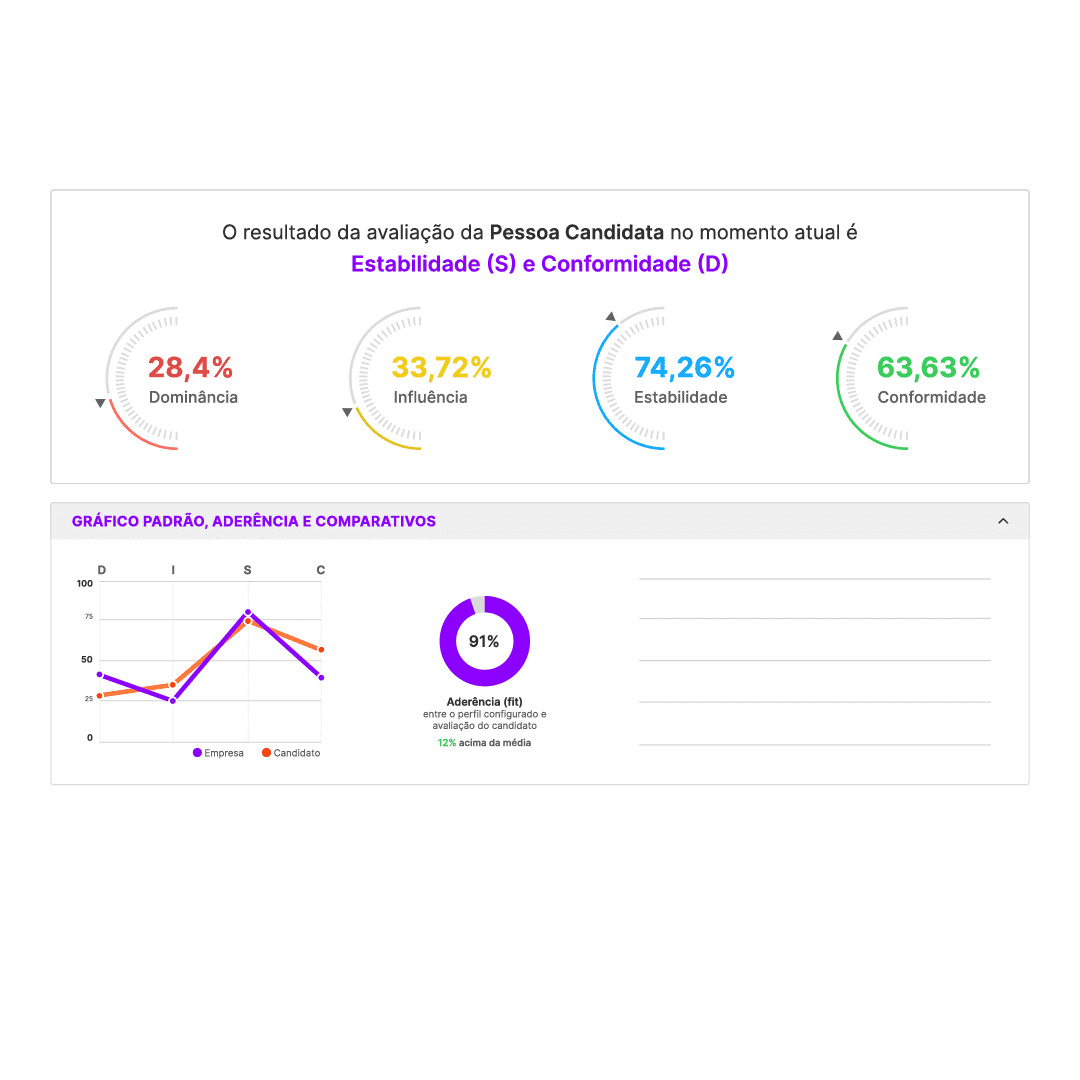 O resultado da avaliação da Pessoa Candidata no momento atual é
Estabilidade (S) e Conformidade (D)
28,4%
Dominância
33,72%
Influência
74,26%
Estabilidade
63,63%
Conformidade
GRÁFICO PADRÃO, ADERÊNCIA E COMPARATIVOS
D I S C
100
75
50
25
0
Empresa Candidato
91%
Aderência (fit)
entre o perfil configurado e
avaliação do candidato
12% acima da média